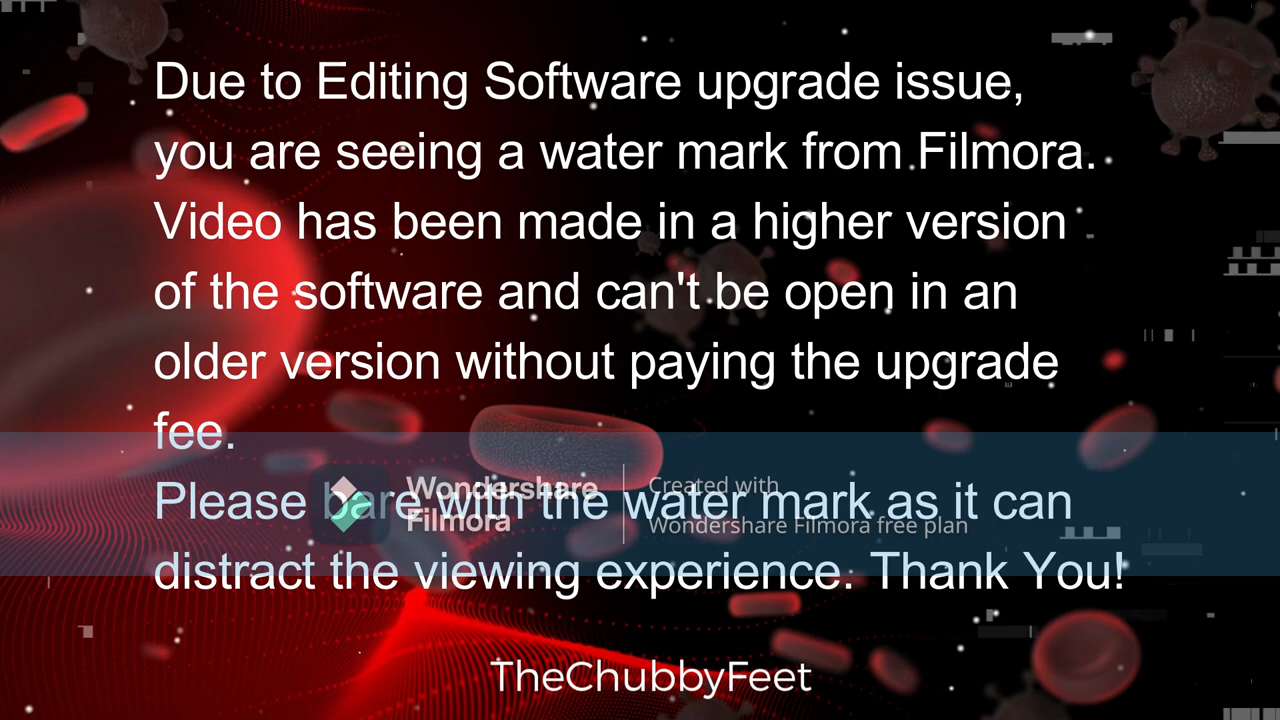 Due to Editing Software upgrade issue,
you are seeing a water mark from Filmora.
Video has been made in a higher version
of the software and can't be open in an
older version without paying the upgrade
fee.
Please bare with the water mark as it can
distract the viewing experience. Thank You!
Wondershare
Filmora
Created with
Wondershare Filmora free plan
TheChubbyFeet